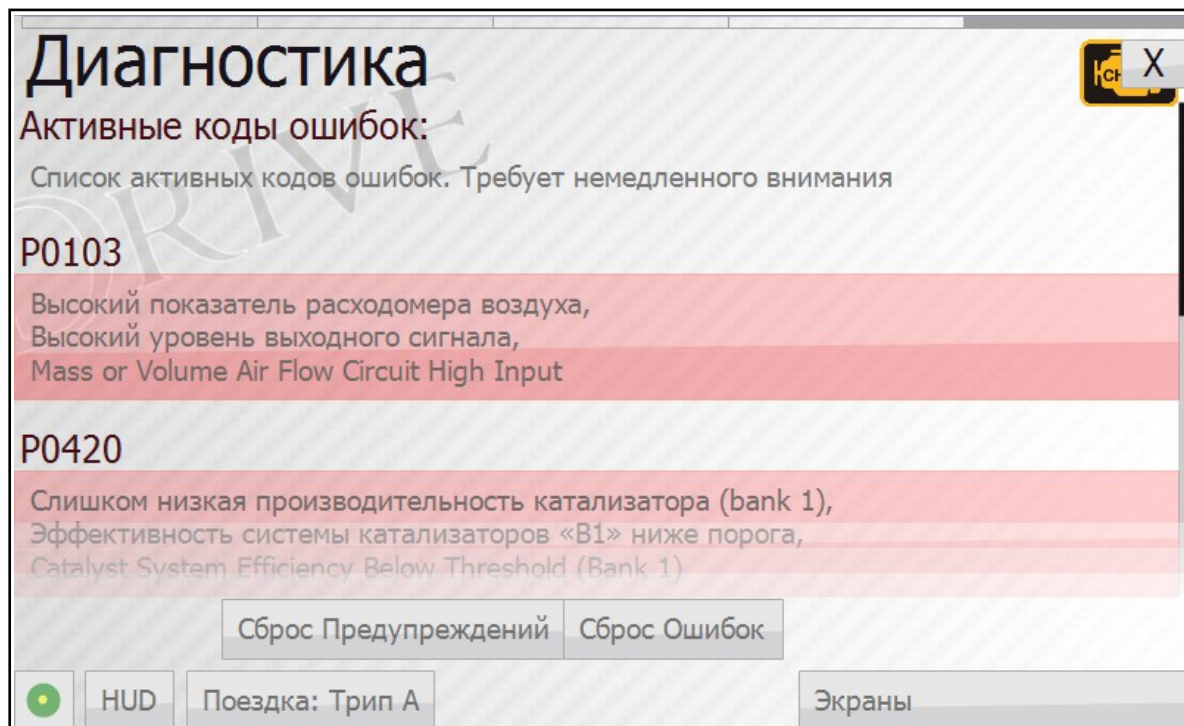 Диагностика
CH
X
Активные коды ошибок:
Список активных кодов ошибок. Требует немедленного внимания
DRIVE
P0103
Высокий показатель расходомера воздуха,
Высокий уровень выходного сигнала,
Mass or Volume Air Flow Circuit High Input
P0420
Слишком низкая производительность катализатора (bank 1),
Эффективность системы катализаторов «B1» ниже порога,
Catalyst System Efficiency Below Threshold (Bank 1)
Сброс Предупреждений
Сброс Ошибок
HUD
Поездка: Трип А
Экраны